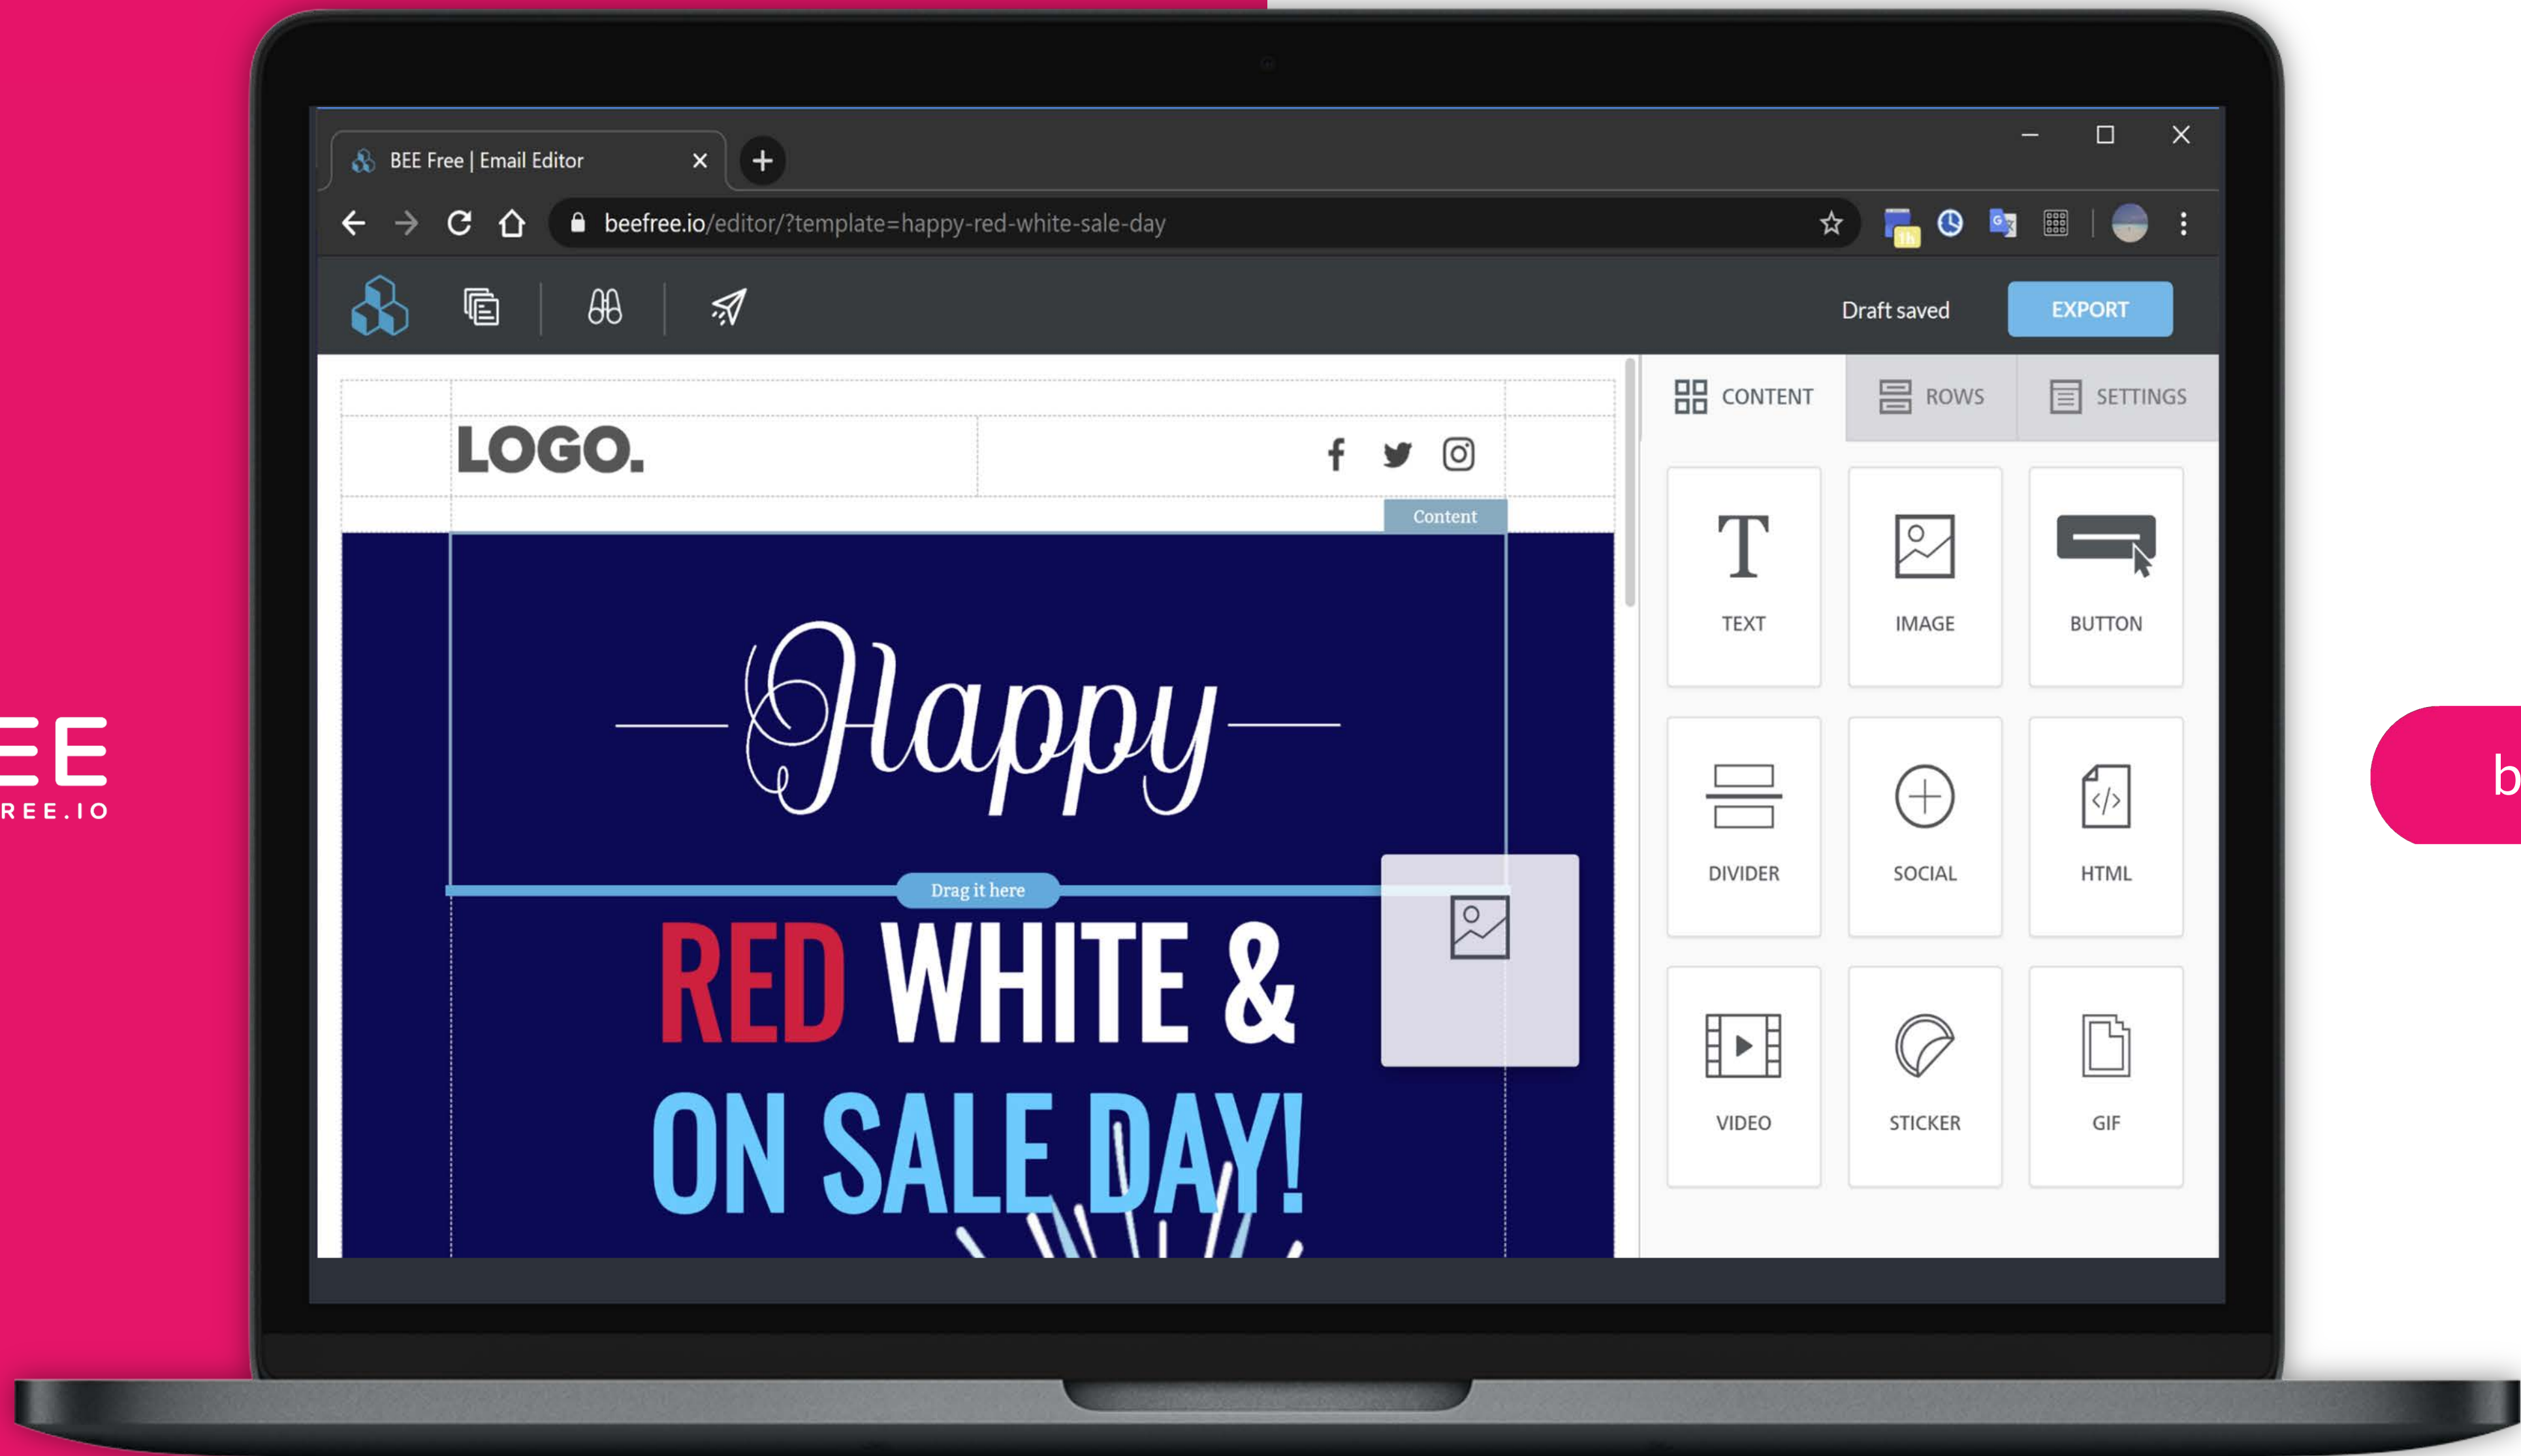 BEE Free | Email Editor
beefree.io/editor/?template=happy-red-white-sale-day
1h
Draft saved
EXPORT
LOGO.
Content
Happy
Drag it here
RED WHITE &
ON SALE DAY!
CONTENT
ROWS
SETTINGS
TEXT
IMAGE
BUTTON
DIVIDER
SOCIAL
HTML
VIDEO
STICKER
GIF
EE
REE.IO
b